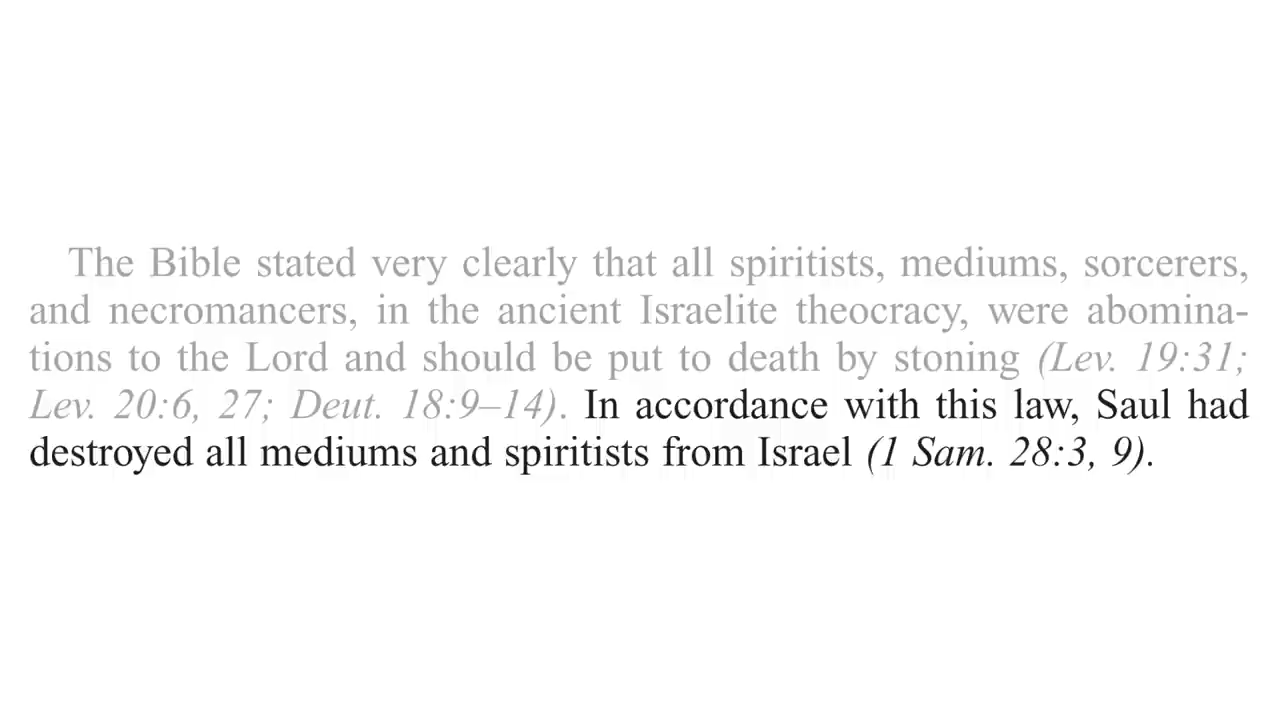 The Bible stated very clearly that all spiritists, mediums, sorcerers,
and necromancers, in the ancient Israelite theocracy, were abomina-
tions to the Lord and should be put to death by stoning (Lev. 19:31;
Lev. 20:6, 27; Deut. 18:9–14). In accordance with this law, Saul had
destroyed all mediums and spiritists from Israel (1 Sam. 28:3, 9).